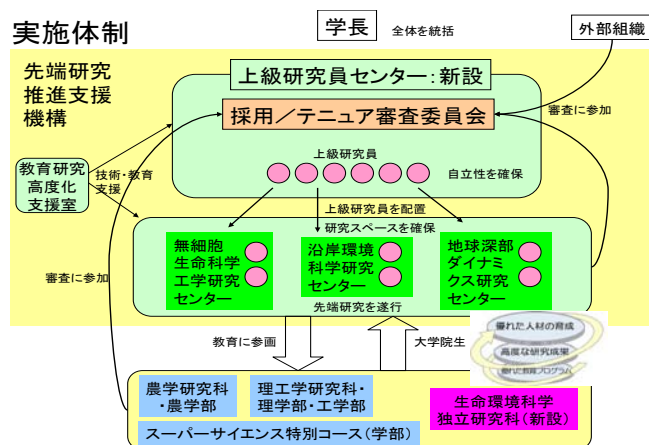 実施体制
学長
全体を統括
外部組織
先端研究
推進支援
機構
上級研究員センター:新設
採用／テニュア審査委員会
審査に参加
上級研究員
自立性を確保
教育研究
高度化
支援室
技術・教育
支援
上級研究員を配置
研究スペースを確保
無細胞
生命科学
工学研究
センター
沿岸環境
科学研究
センター
地球深部
ダイナミ
クス研究
センター
審査に参加
先端研究を遂行
教育に参画
大学院生
優れた人材の育成
高度な研究成果
優れた教育プログラム
農学研究科
・農学部
理工学研究科・
理学部・工学部
生命環境科学
独立研究科(新設)
スーパーサイエンス特別コース(学部)